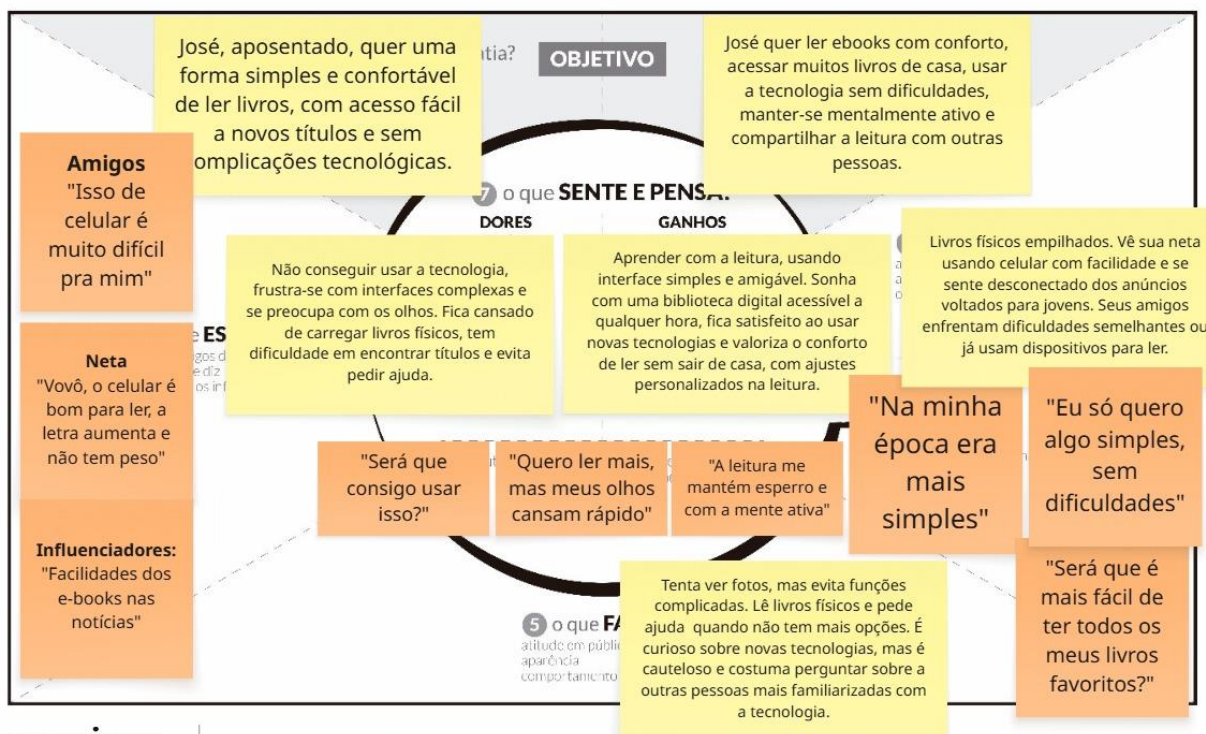 José, aposentado, quer uma
forma simples e confortável
de ler livros, com acesso fácil
a novos títulos e sem
omplicações tecnológicas.
OBJETIVO
José quer ler ebooks com conforto,
acessar muitos livros de casa, usar
a tecnologia sem dificuldades,
manter-se mentalmente ativo e
compartilhar a leitura com outras
pessoas.
Amigos
"Isso de
celular é
muito difícil
pra mim"
7 o que SENTE E PENSA?
DORES
GANHOS
Não conseguir usar a tecnologia,
frustra-se com interfaces complexas e
se preocupa com os olhos. Fica cansado
de carregar livros físicos, tem
dificuldade em encontrar títulos e evita
pedir ajuda.
Aprender com a leitura, usando
interface simples e amigável. Sonha
com uma biblioteca digital acessível a
qualquer hora, fica satisfeito ao usar
novas tecnologias e valoriza o conforto
de ler sem sair de casa, com ajustes
personalizados na leitura.
Livros físicos empilhados. Vê sua neta
usando celular com facilidade e se
sente desconectado dos anúncios
voltados para jovens. Seus amigos
enfrentam dificuldades semelhantes ou
já usam dispositivos para ler.
Neta
"Vovô, o celular é
bom para ler, a
letra aumenta e
não tem peso"
Influenciadores:
"Facilidades dos
e-books nas
notícias"
"Será que
consigo usar
isso?"
"Quero ler mais,
mas meus olhos
cansam rápido"
"A leitura me
mantém esperro e
com a mente ativa"
"Na minha
época era
mais
simples"
"Eu só quero
algo simples,
sem
dificuldades"
"Será que é
mais fácil de
ter todos os
meus livros
favoritos?"
5 o que FA
atitude em públic
aparência
comportamento
Tenta ver fotos, mas evita funções
complicadas. Lê livros físicos e pede
ajuda quando não tem mais opções. É
curioso sobre novas tecnologias, mas é
cauteloso e costuma perguntar sobre a
outras pessoas mais familiarizadas com
a tecnologia.